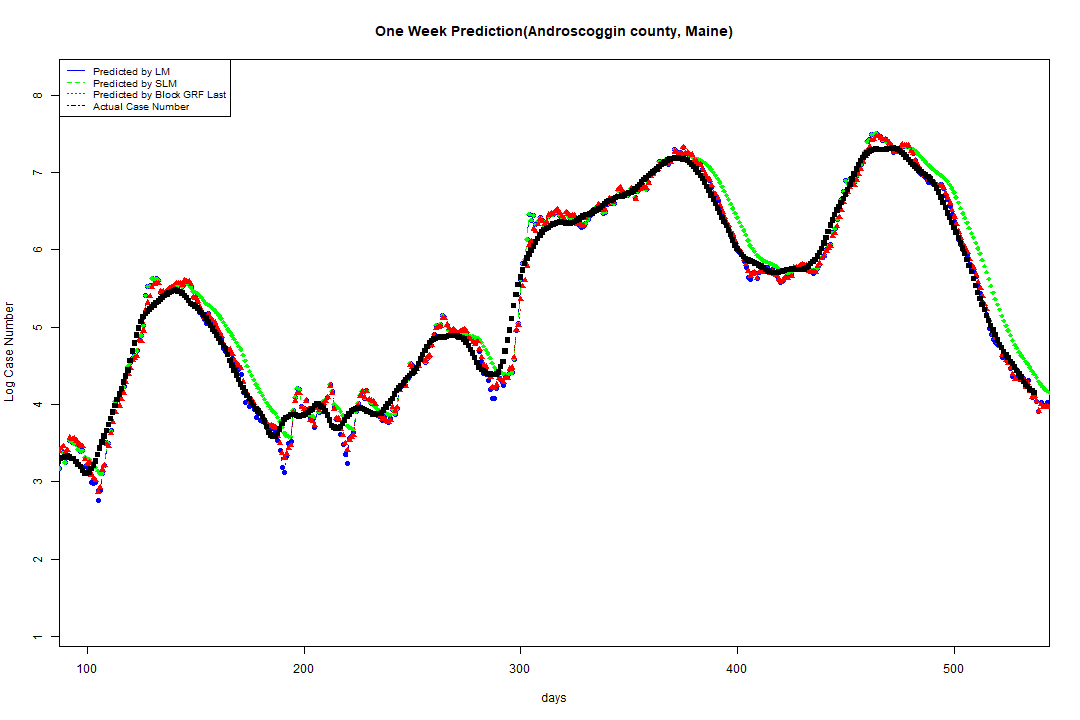 One Week Prediction(Androscoggin county, Maine)
Predicted by LM
Predicted by SLM
Predicted by Block GRF Last
Actual Case Number
8
7
6
5
4
3
2
1
Log Case Number
100 200 300 400 500
days